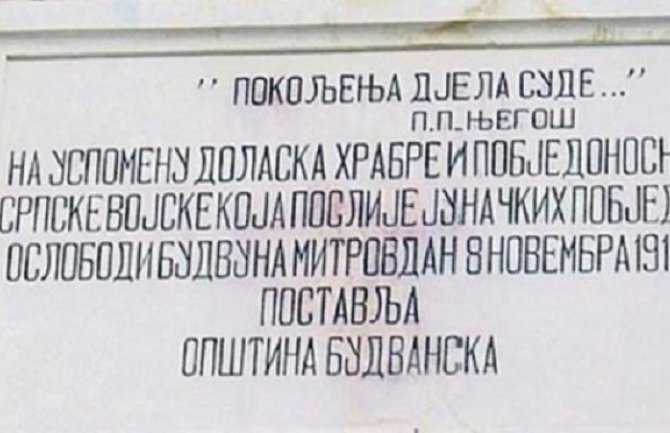 " ПОКОЉЕЊА ДЈЕЛА СУДЕ..."
П.П-ЊЕГОШ
НА УСПОМЕНУ ДОЛАСКА ХРАБРЕ И ПОБЈЕДОНОСН
СРПСКЕ ВОЈСКЕ КОЈА ПОСЛИЈЕ ЈУНАЧКИХ ПОБЈЕД
ОСЛОБОДИ БУДВУ НА МИТРОВДАН 8 НОВЕМБРА 191
ПОСТАВЉА
ОПШТИНА БУДВАНСКА